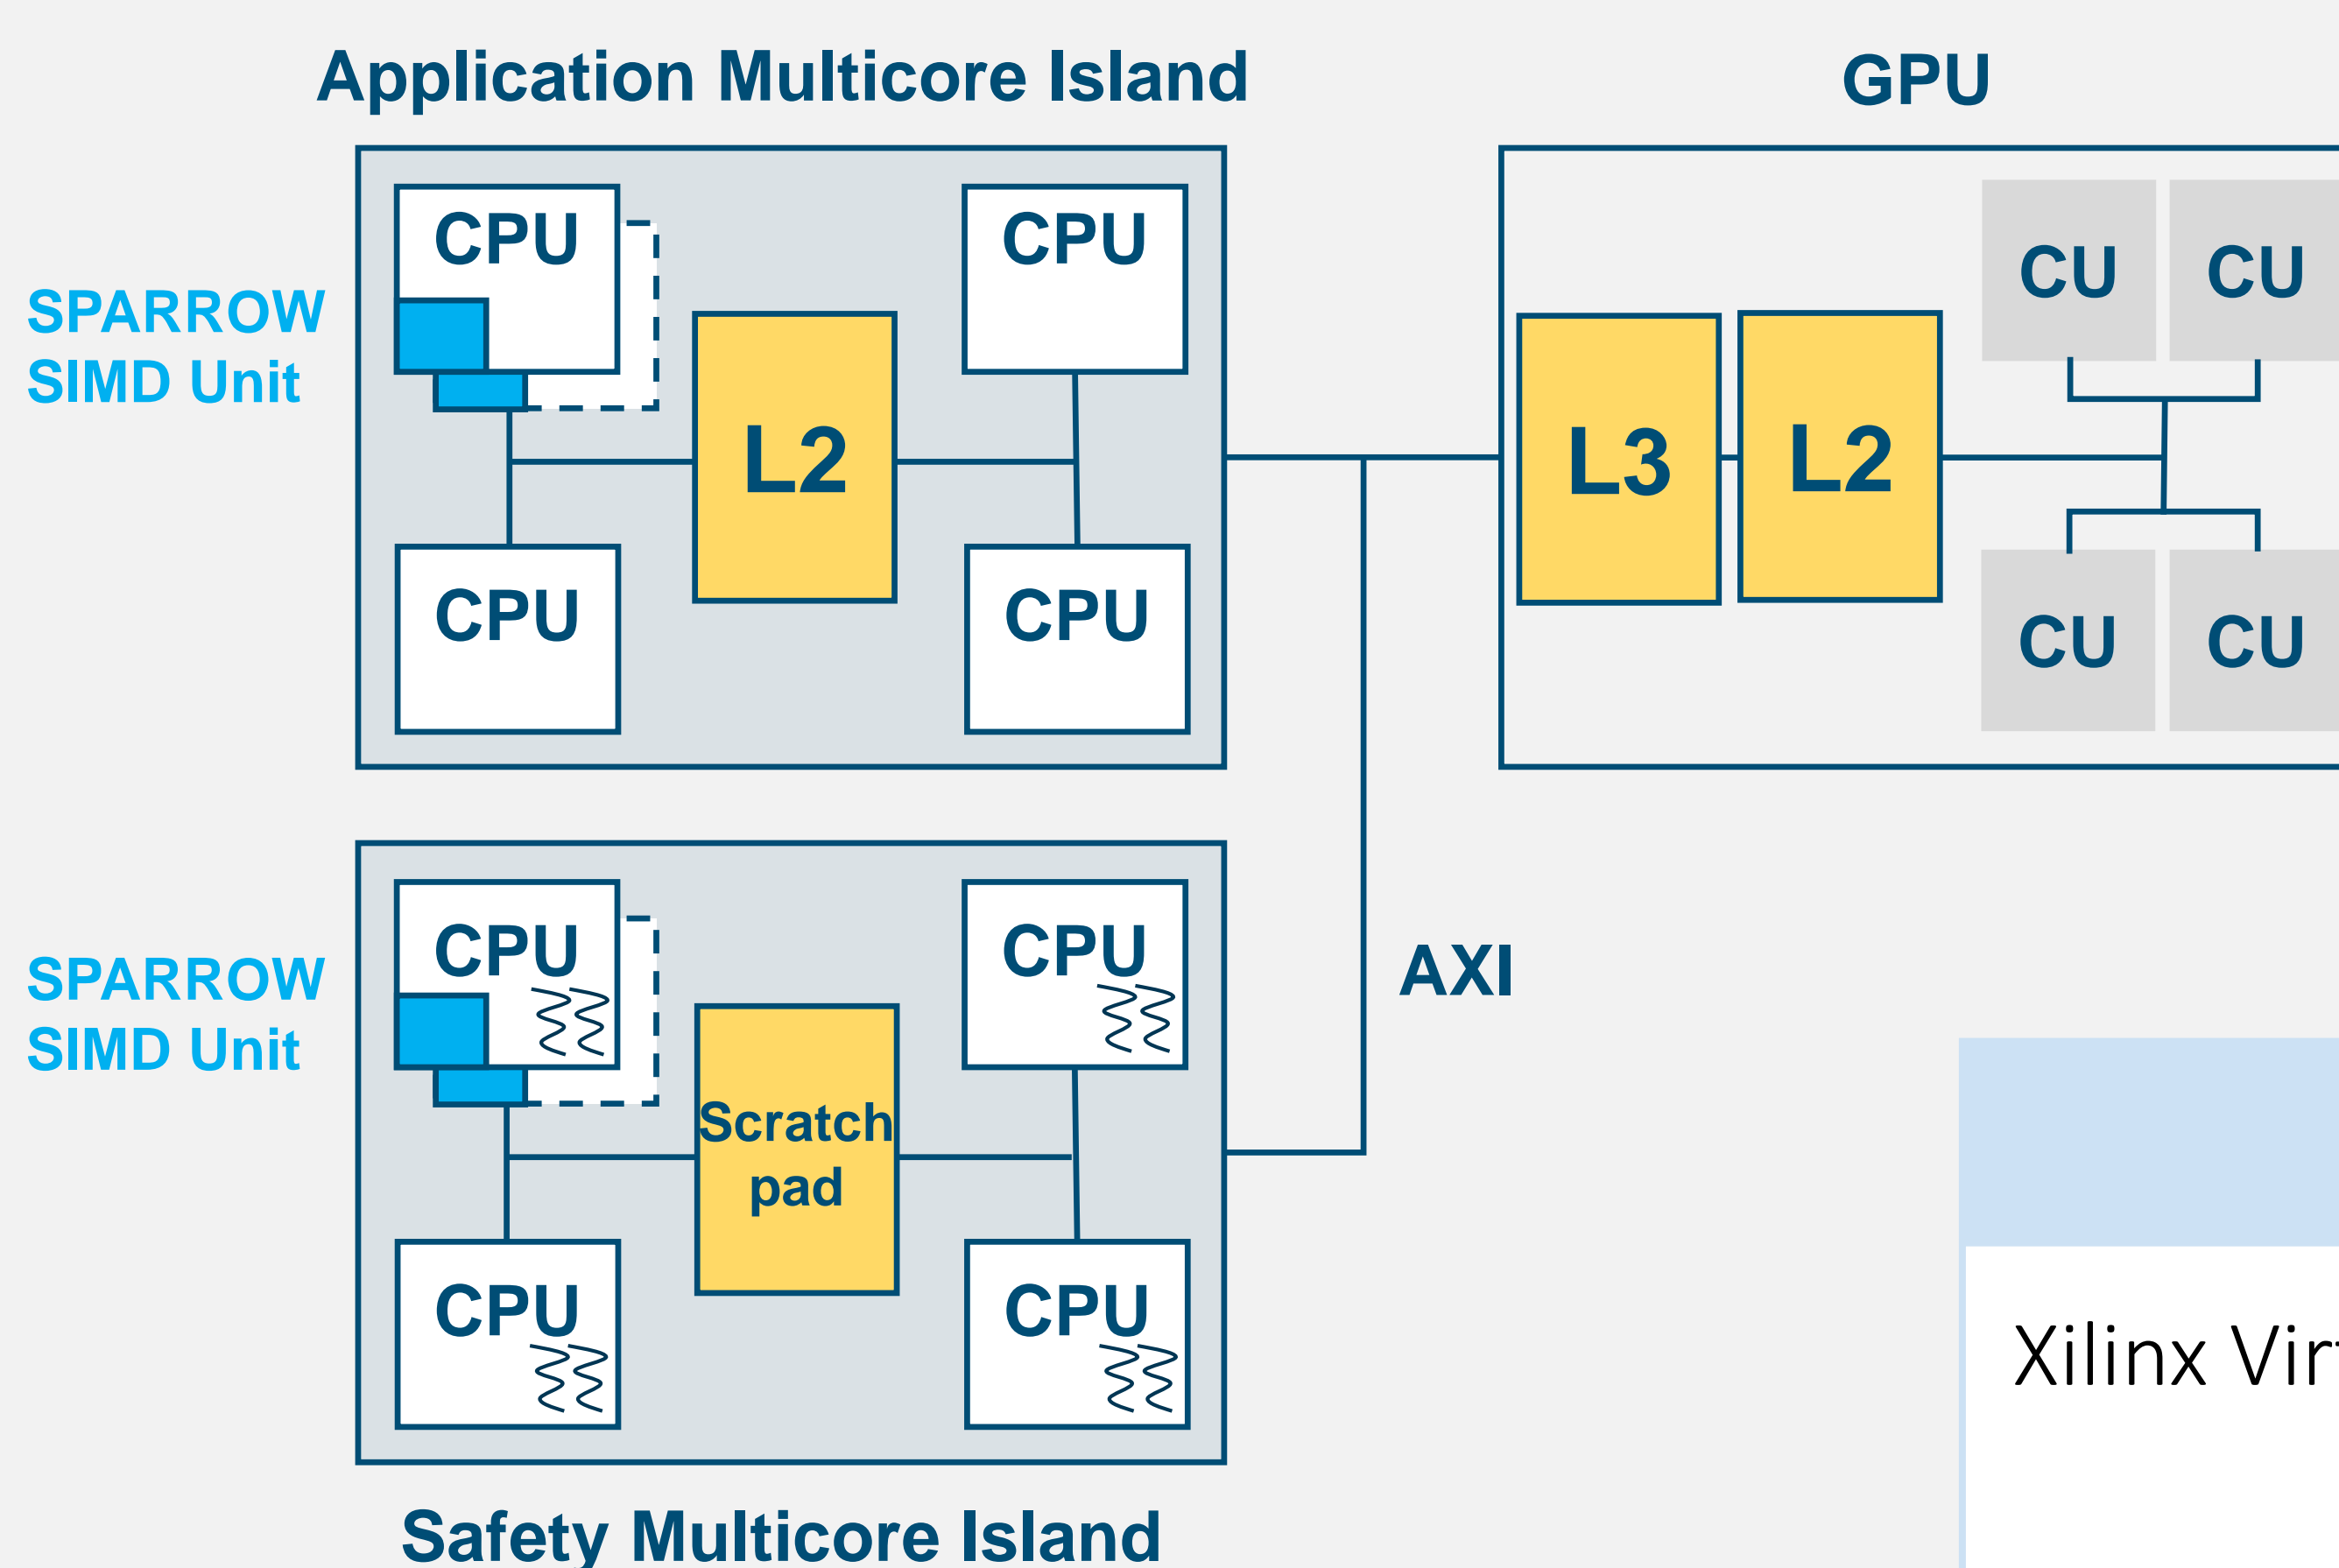 Application Multicore Island
GPU
CPU
CPU
SPARROW
SIMD Unit
L2
CPU
CPU
L3
L2
CU
CU
CU
CU
SPARROW
SIMD Unit
CPU
CPU
Scratch
pad
CPU
CPU
AXI
Safety Multicore Island
Xilinx